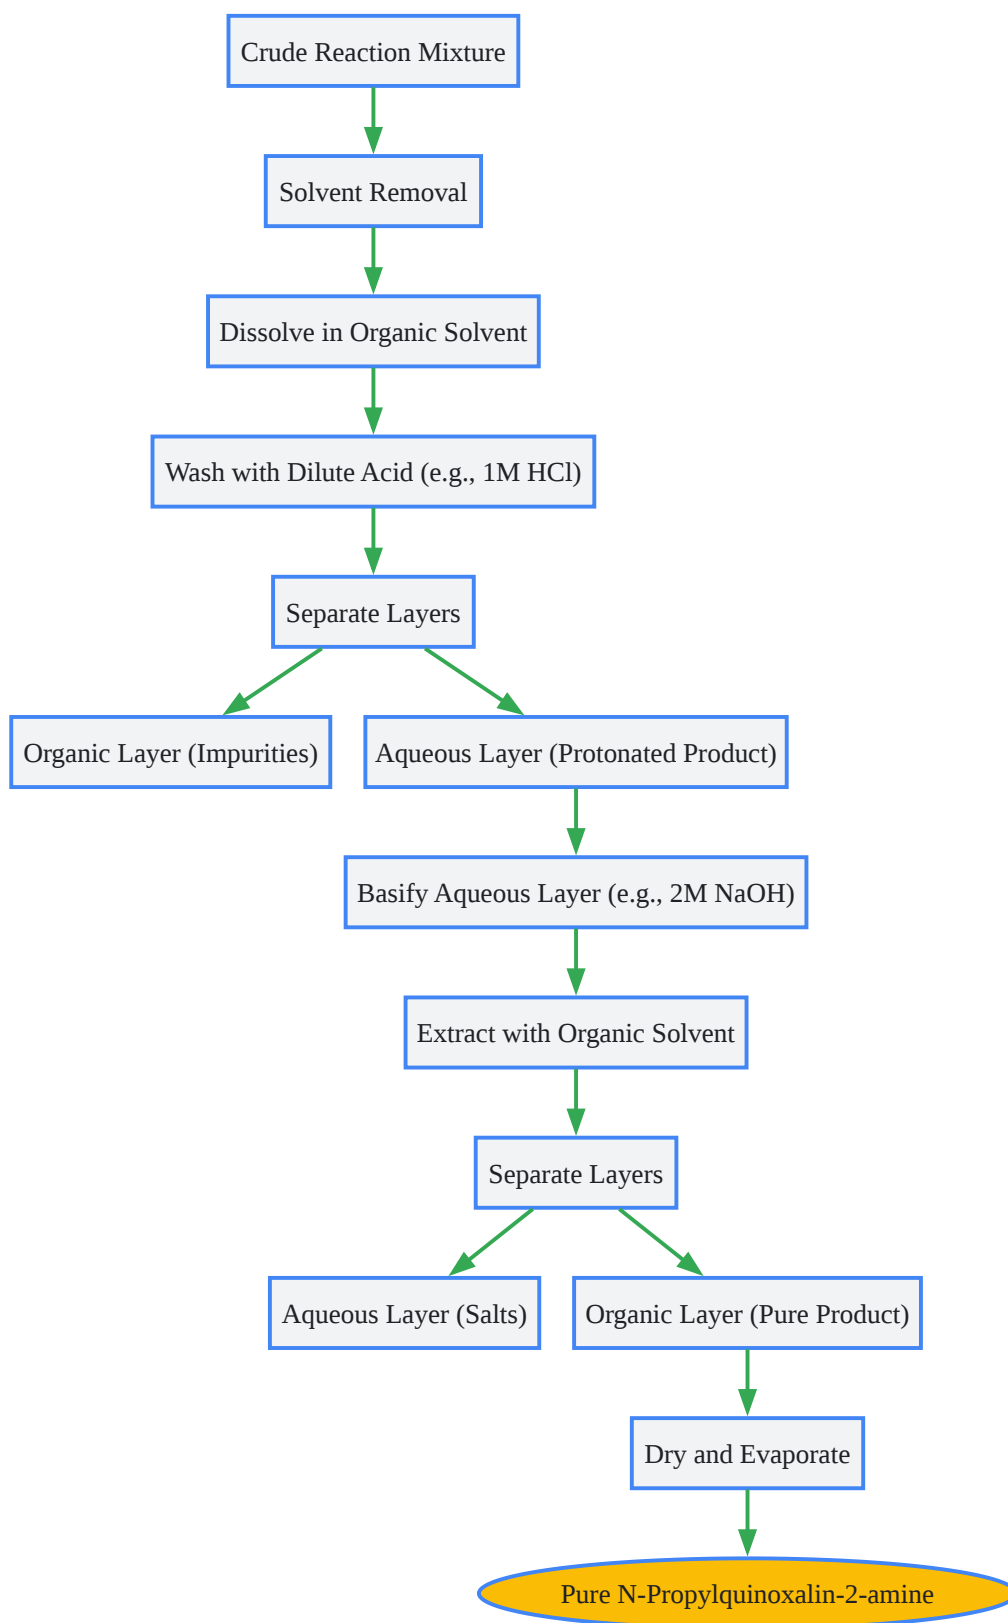 Crude Reaction Mixture
Solvent Removal
Dissolve in Organic Solvent
Wash with Dilute Acid (e.g., 1M HCl)
Separate Layers
Organic Layer (Impurities)
Aqueous Layer (Protonated Product)
Basify Aqueous Layer (e.g., 2M NaOH)
Extract with Organic Solvent
Separate Layers
Aqueous Layer (Salts)
Organic Layer (Pure Product)
Dry and Evaporate
Pure N-Propylquinoxalin-2-amine